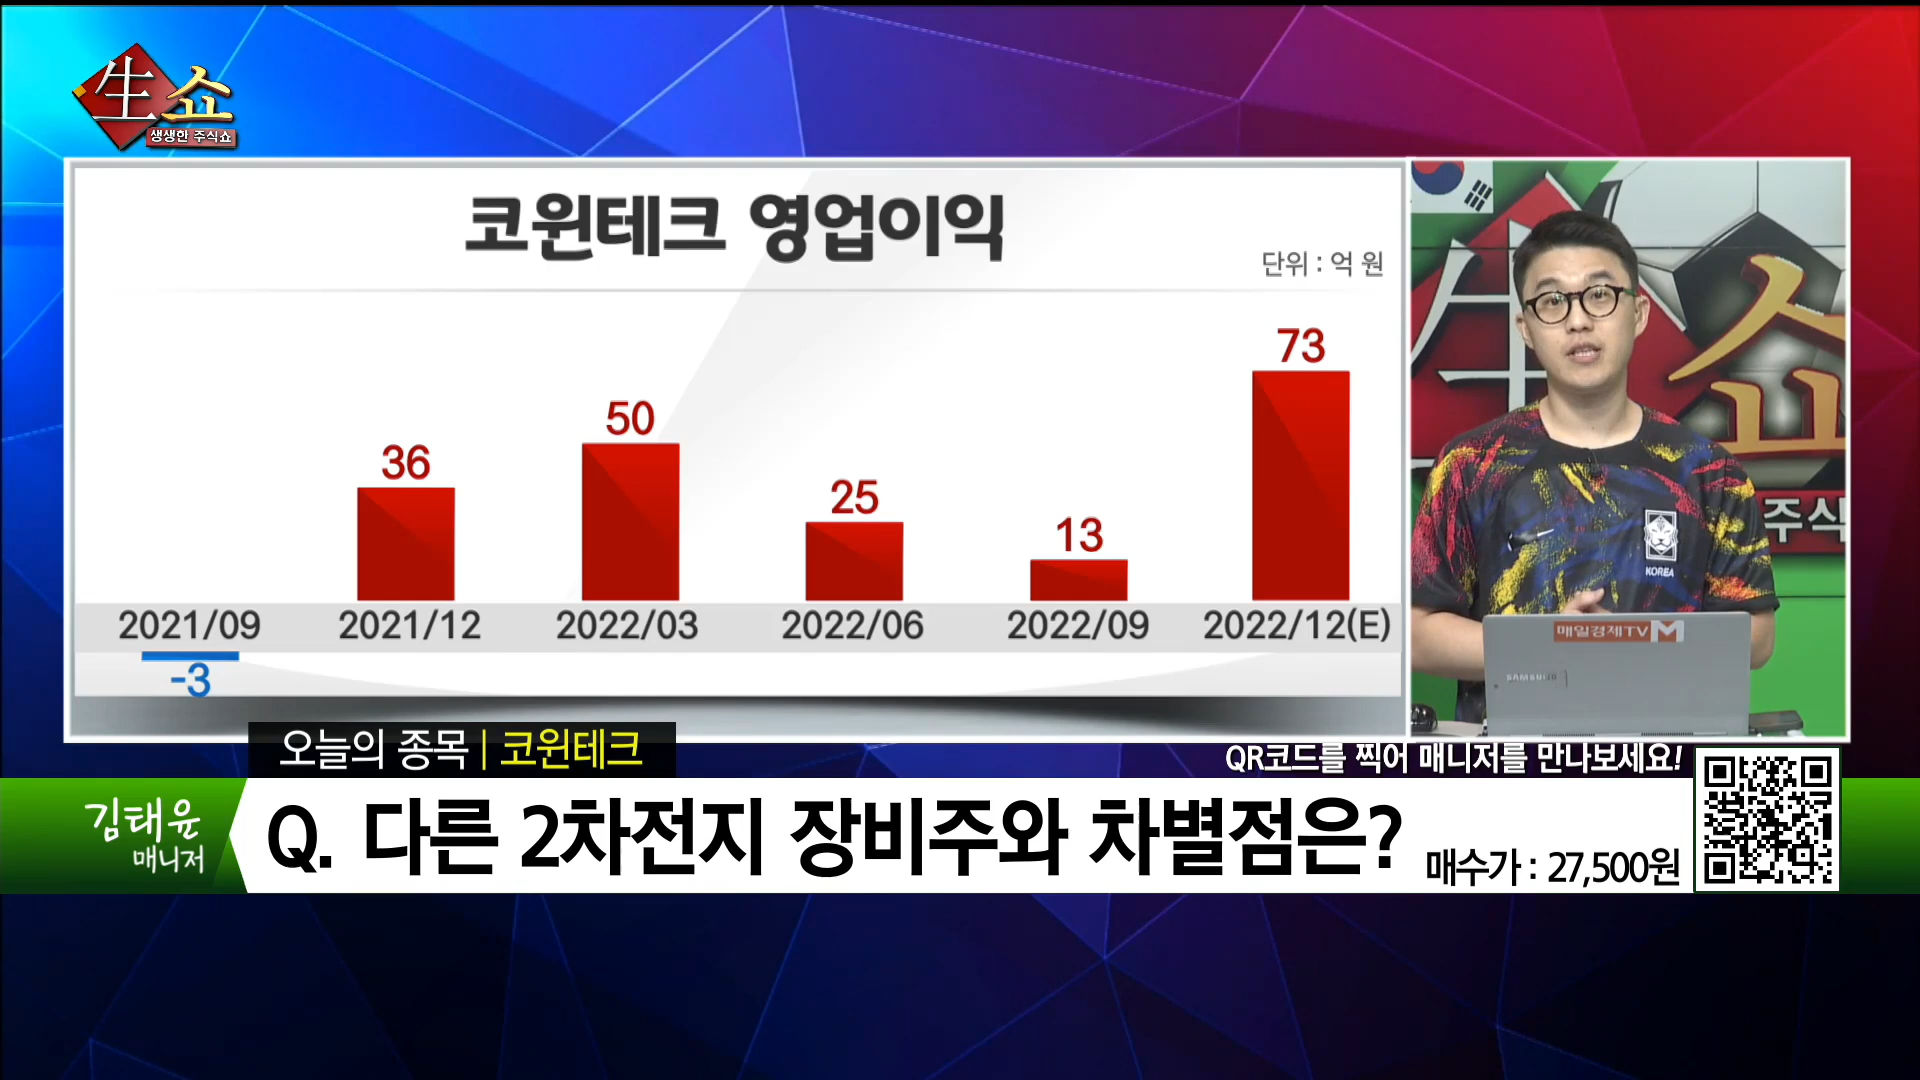 生쇼
생생한 주식쇼
코윈테크 영업이익
단위 : 억 원
-3 36 50 25 13 73
2021/09 2021/12 2022/03 2022/06 2022/09 2022/12(E)
生쇼
주식
KOREA
매일경제TV M
SAMSUNG
오늘의 종목 | 코윈테크
QR코드를 찍어 매니저를 만나보세요!
김태윤
매니저
Q. 다른 2차전지 장비주와 차별점은?
매수가 : 27,500원